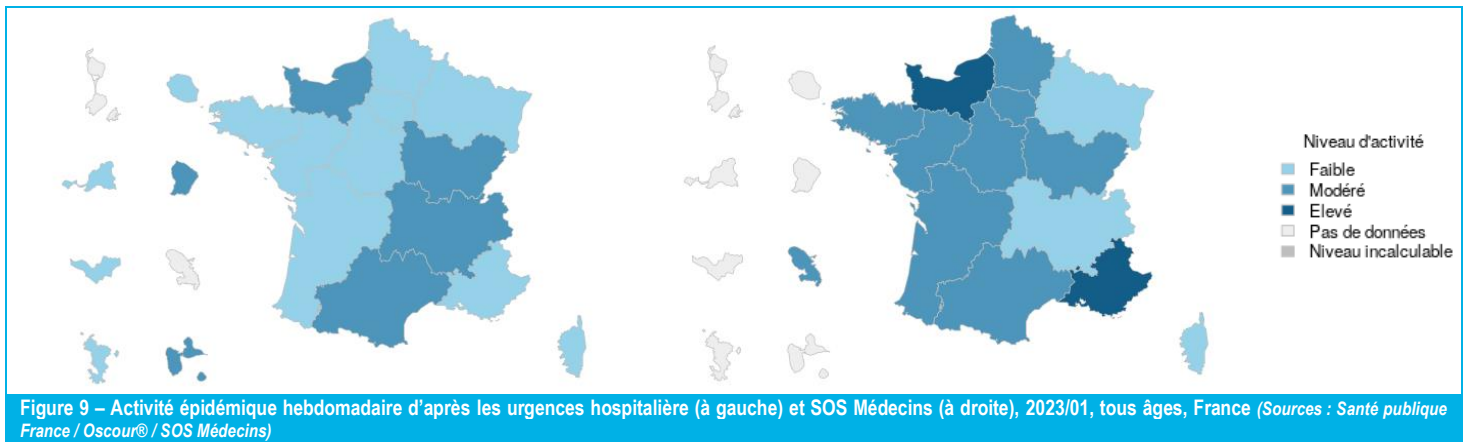 Niveau d'activité
Faible
Modéré
Elevé
Pas de données
Niveau incalculable
Figure 9 – Activité épidémique hebdomadaire d'après les urgences hospitalière (à gauche) et SOS Médecins (à droite), 2023/01, tous âges, France (Sources : Santé publique
France / Oscour® / SOS Médecins)